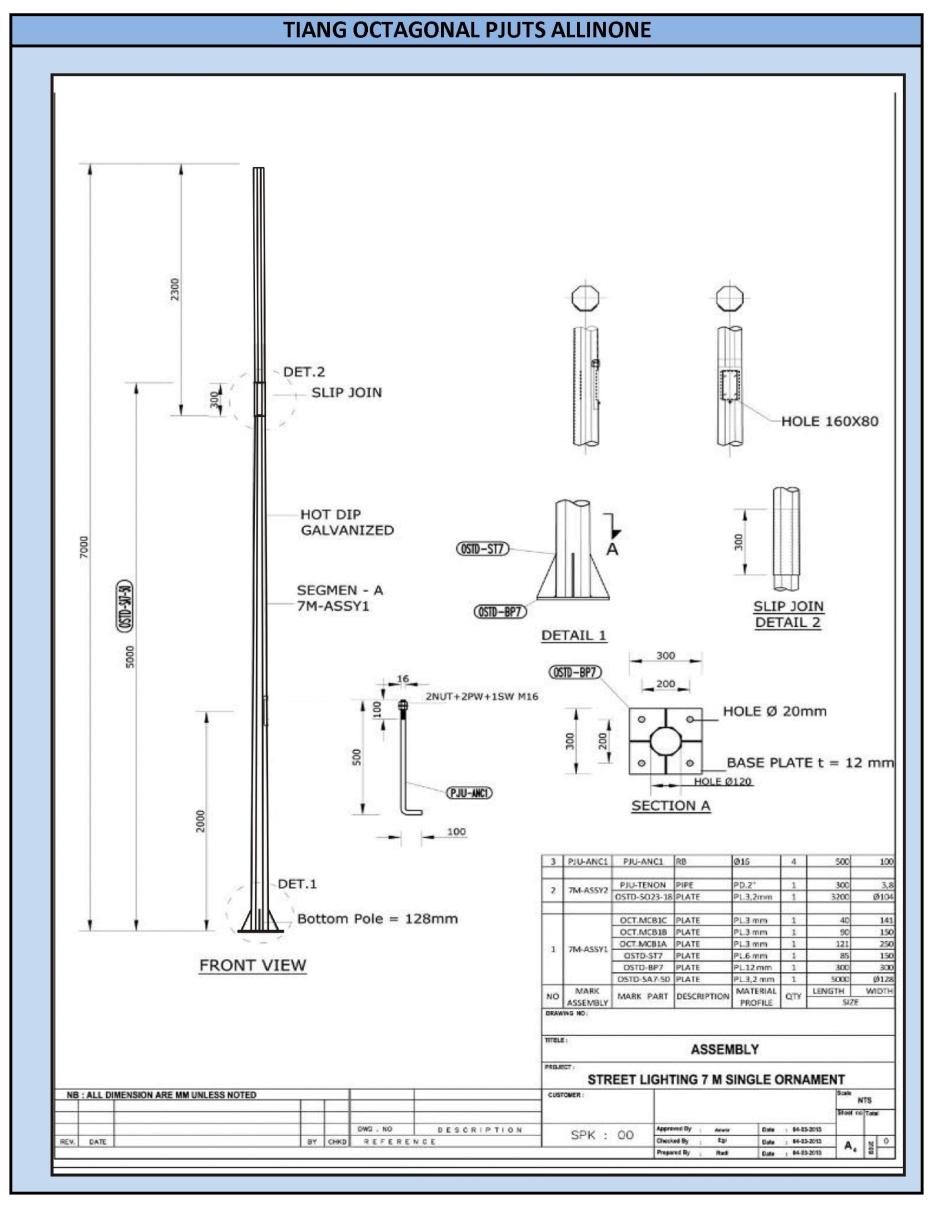 TIANG OCTAGONAL PJUTS ALLINONE
2300
DET.2
SLIP JOIN
300
HOLE 160X80
HOT DIP
GALVANIZED
7000
OSTD-ST7
A
300
OSTD-SA7-50
SEGMEN - A
7M-ASSY1
OSTD-BP7
SLIP JOIN
DETAIL 2
DETAIL 1
5000
OSTD-BP7
300
200
16
2NUT+2PW+1SW M16
100
HOLE Ø 20mm
500
300
200
BASE PLATE t = 12 mm
HOLE Ø120
PJU-ANC1
SECTION A
2000
100
DET.1
Bottom Pole = 128mm
FRONT VIEW
3 PJU-ANC1 PJU-ANC1 RB Ø16 4 500 100
2 7M-ASSY2 PJU-TENON PIPE PD.2" 1 300 3,8
OSTD-SO23-18 PLATE PL.3,2mm 1 3200 Ø104
OCT.MCB1C PLATE PL.3 mm 1 40 141
OCT.MCB1B PLATE PL.3 mm 1 90 150
1 7M-ASSY1 OCT.MCB1A PLATE PL.3 mm 1 121 250
OSTD-ST7 PLATE PL.6 mm 1 85 150
OSTD-BP7 PLATE PL.12 mm 1 300 300
OSTD-SA7-50 PLATE PL.3,2 mm 1 5000 Ø128
NO MARK ASSEMBLY MARK PART DESCRIPTION MATERIAL PROFILE QTY LENGTH WIDTH
SIZE
DRAWING NO :
TITELE :
ASSEMBLY
PROJECT :
STREET LIGHTING 7 M SINGLE ORNAMENT
NB : ALL DIMENSION ARE MM UNLESS NOTED
CUSTOMER :
Scale
NTS
Sheet no Total
DWG . NO DESCRIPTION
REV. DATE BY CHKD REFERENCE
SPK : 00
Approved By : Anwar Date : 04-03-2013
Checked By : Egi Date : 04-03-2013
Prepared By : Radi Date : 04-03-2013
A4
0